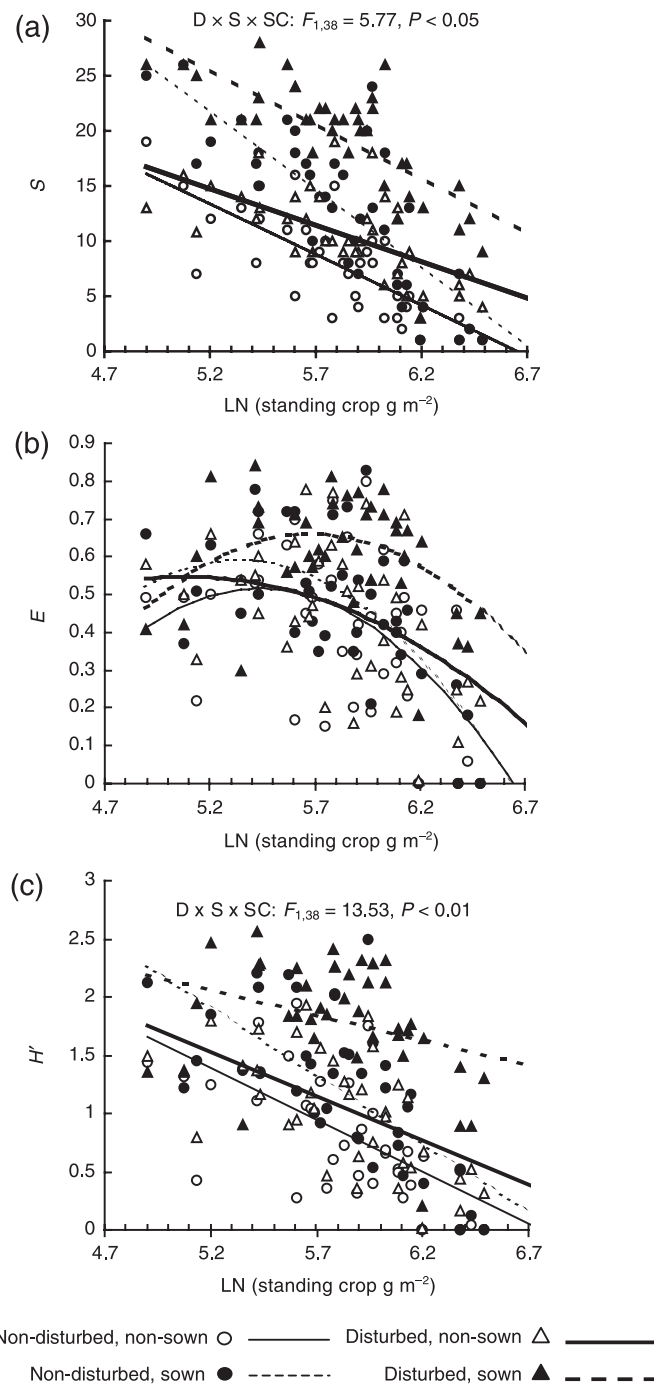 (a)
D × S × SC: F1,38 = 5.77, P < 0.05
30
25
20
15
10
5
0
S
4.7 5.2 5.7 6.2 6.7
LN (standing crop g m–2)
(b)
0.9
0.8
0.7
0.6
0.5
0.4
0.3
0.2
0.1
0
E
4.7 5.2 5.7 6.2 6.7
LN (standing crop g m–2)
(c)
D x S x SC: F1,38 = 13.53, P < 0.01
3
2.5
2
1.5
1
0.5
0
H′
4.7 5.2 5.7 6.2 6.7
LN (standing crop g m–2)
Non-disturbed, non-sown Disturbed, non-sown
Non-disturbed, sown Disturbed, sown